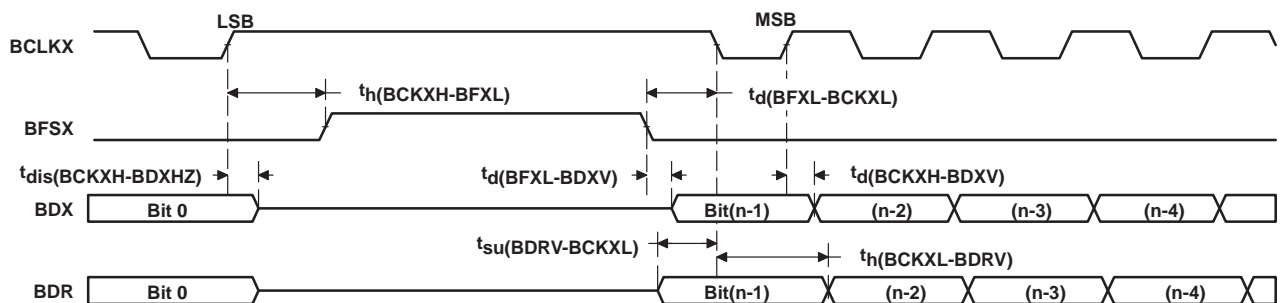 LSB MSB
BCLKX
th(BCKXH-BFXL) td(BFXL-BCKXL)
BFSX
tdis(BCKXH-BDXHZ) td(BFXL-BDXV) td(BCKXH-BDXV)
BDX Bit 0 Bit(n-1) (n-2) (n-3) (n-4)
tsu(BDRV-BCKXL) th(BCKXL-BDRV)
BDR Bit 0 Bit(n-1) (n-2) (n-3) (n-4)